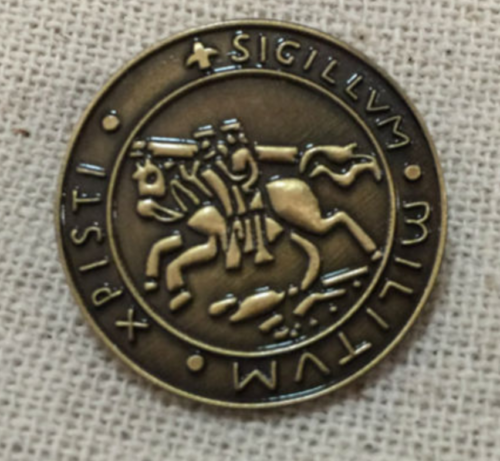 SIGILLVM • MILITVM • XPISTI •